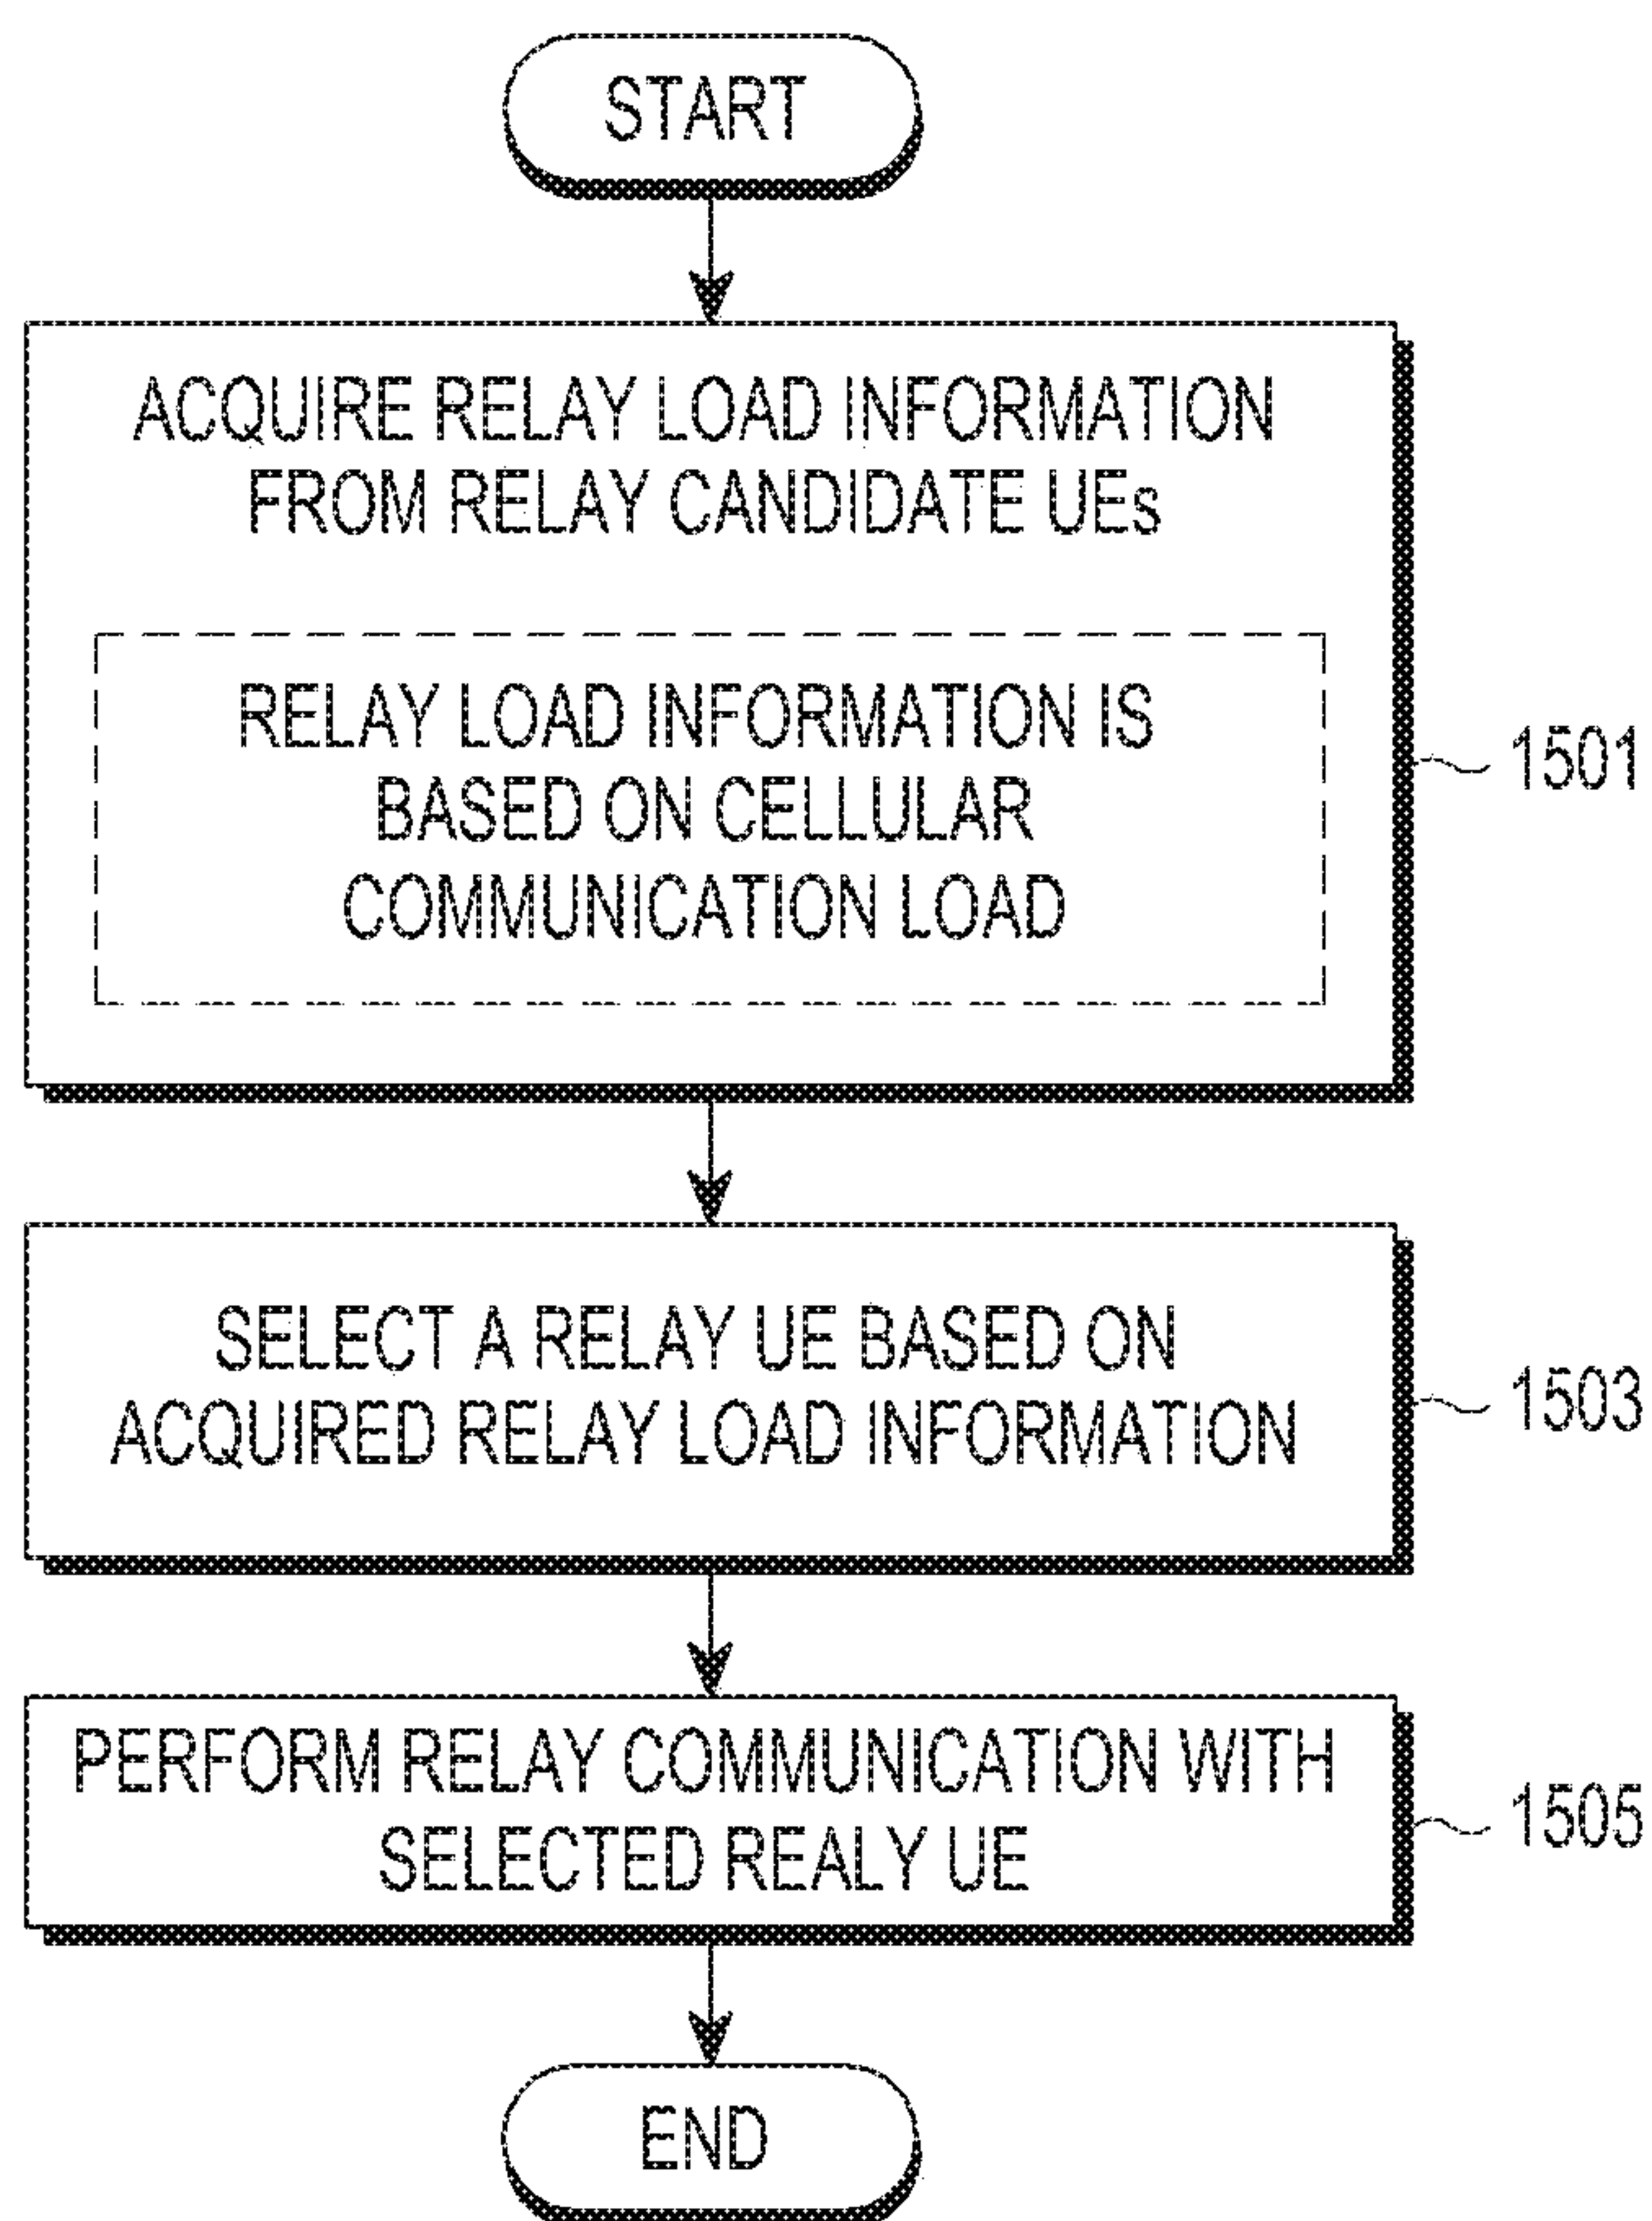 START
ACQUIRE RELAY LOAD INFORMATION
FROM RELAY CANDIDATE UEs
RELAY LOAD INFORMATION IS
BASED ON CELLULAR
COMMUNICATION LOAD
1501
SELECT A RELAY UE BASED ON
ACQUIRED RELAY LOAD INFORMATION
1503
PERFORM RELAY COMMUNICATION WITH
SELECTED REALY UE
1505
END